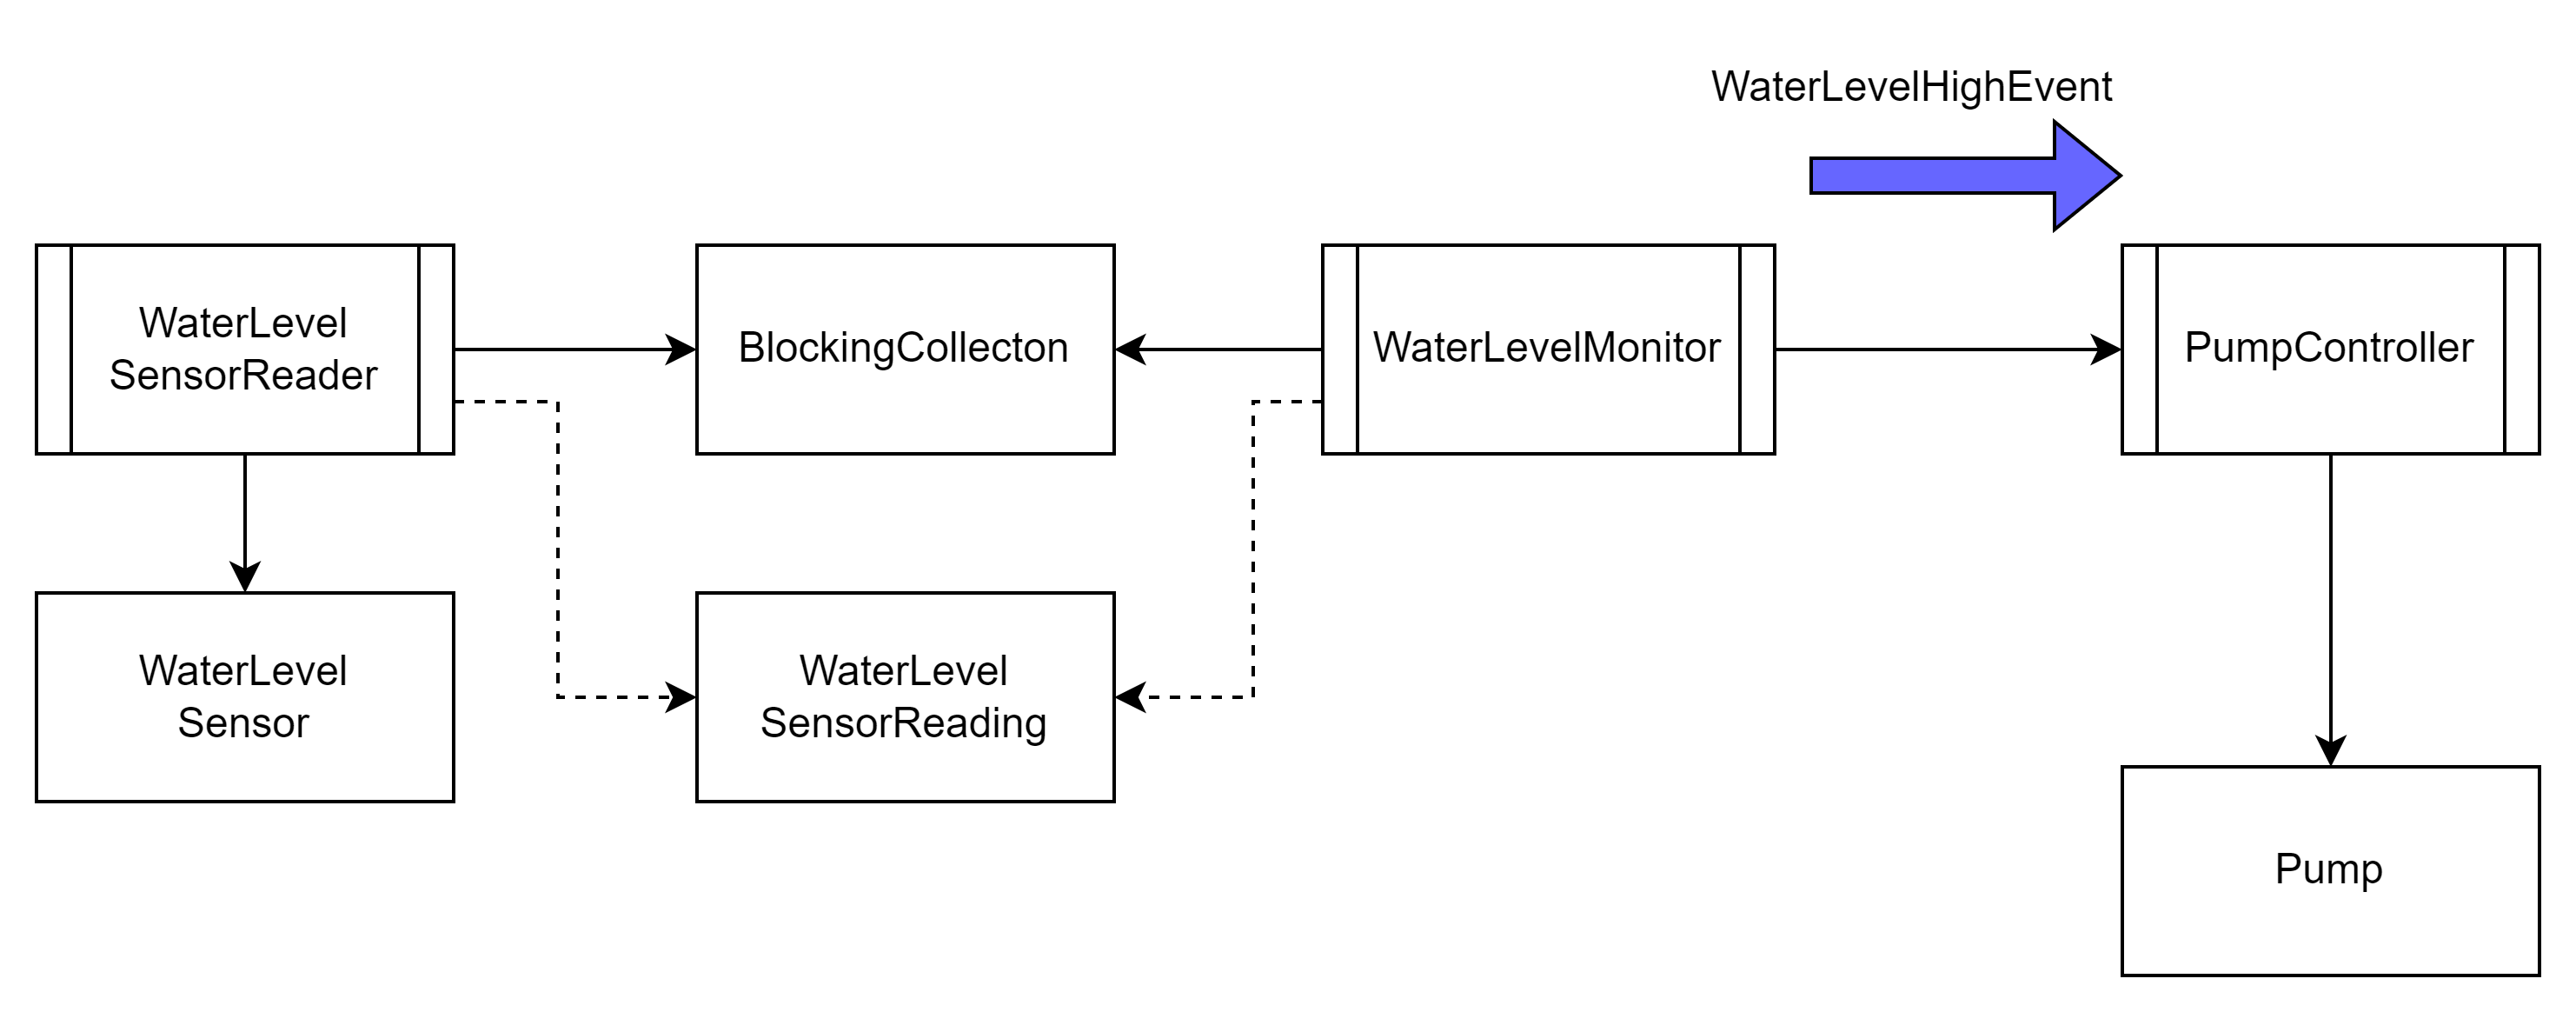 WaterLevelHighEvent
WaterLevel
SensorReader
BlockingCollecton
WaterLevelMonitor
PumpController
WaterLevel
Sensor
WaterLevel
SensorReading
Pump